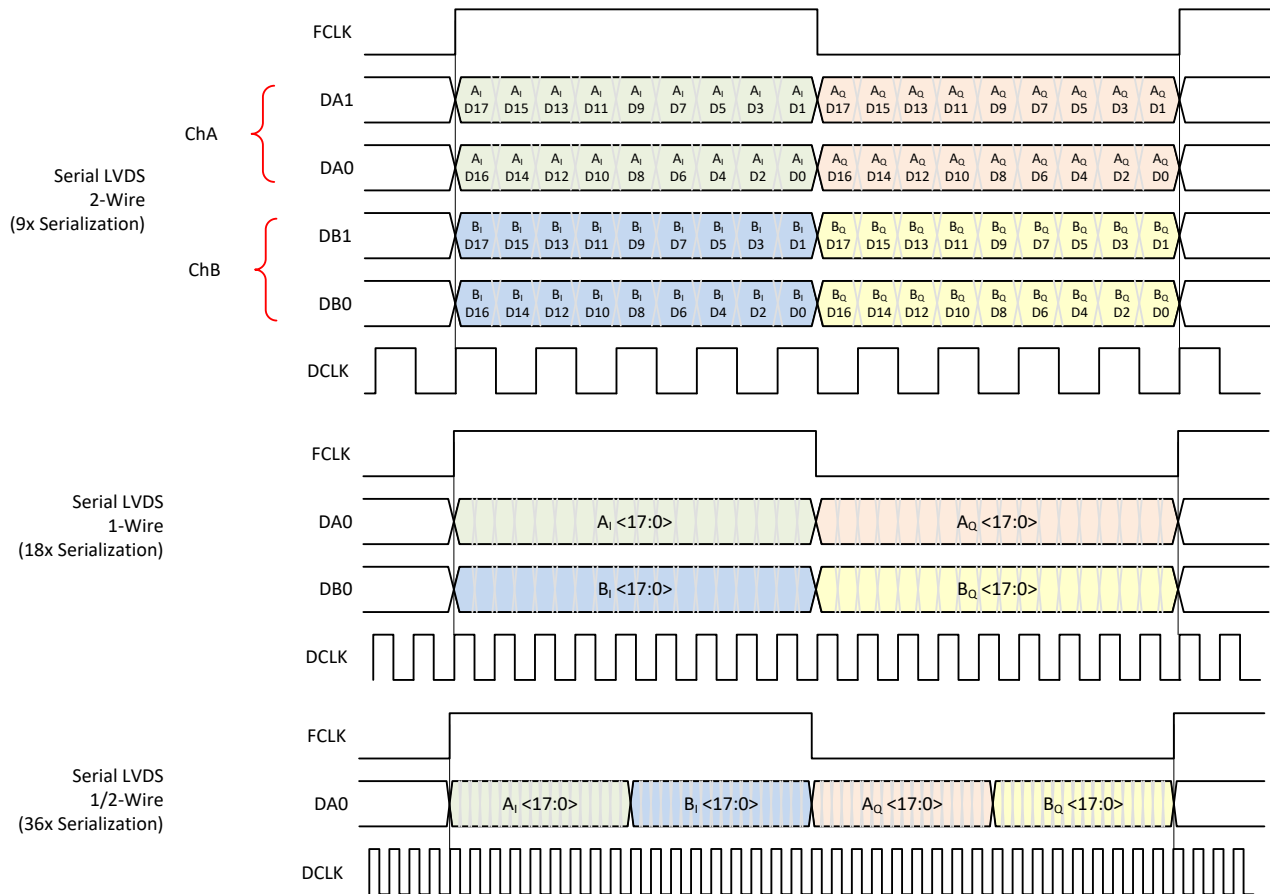 FCLK
DA1
A_I A_I A_I A_I A_I A_I A_I A_I A_I A_Q A_Q A_Q A_Q A_Q A_Q A_Q A_Q A_Q
D17 D15 D13 D11 D9 D7 D5 D3 D1 D17 D15 D13 D11 D9 D7 D5 D3 D1
ChA
DA0
A_I A_I A_I A_I A_I A_I A_I A_I A_I A_Q A_Q A_Q A_Q A_Q A_Q A_Q A_Q A_Q
D16 D14 D12 D10 D8 D6 D4 D2 D0 D16 D14 D12 D10 D8 D6 D4 D2 D0
Serial LVDS
2-Wire
(9x Serialization)
DB1
B_I B_I B_I B_I B_I B_I B_I B_I B_I B_Q B_Q B_Q B_Q B_Q B_Q B_Q B_Q B_Q
D17 D15 D13 D11 D9 D7 D5 D3 D1 D17 D15 D13 D11 D9 D7 D5 D3 D1
ChB
DB0
B_I B_I B_I B_I B_I B_I B_I B_I B_I B_Q B_Q B_Q B_Q B_Q B_Q B_Q B_Q B_Q
D16 D14 D12 D10 D8 D6 D4 D2 D0 D16 D14 D12 D10 D8 D6 D4 D2 D0
DCLK
FCLK
Serial LVDS
1-Wire
(18x Serialization)
DA0 A_I <17:0> A_Q <17:0>
DB0 B_I <17:0> B_Q <17:0>
DCLK
FCLK
Serial LVDS
1/2-Wire
(36x Serialization)
DA0 A_I <17:0> B_I <17:0> A_Q <17:0> B_Q <17:0>
DCLK